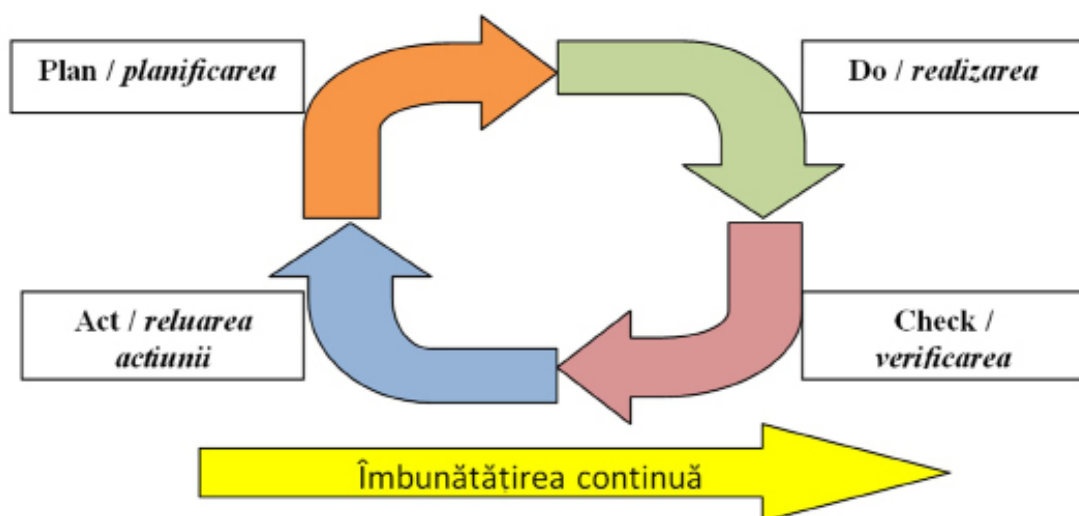 Plan / planificarea
Do / realizarea
Act / reluarea
actiunii
Check /
verificarea
Îmbunătățirea continuă